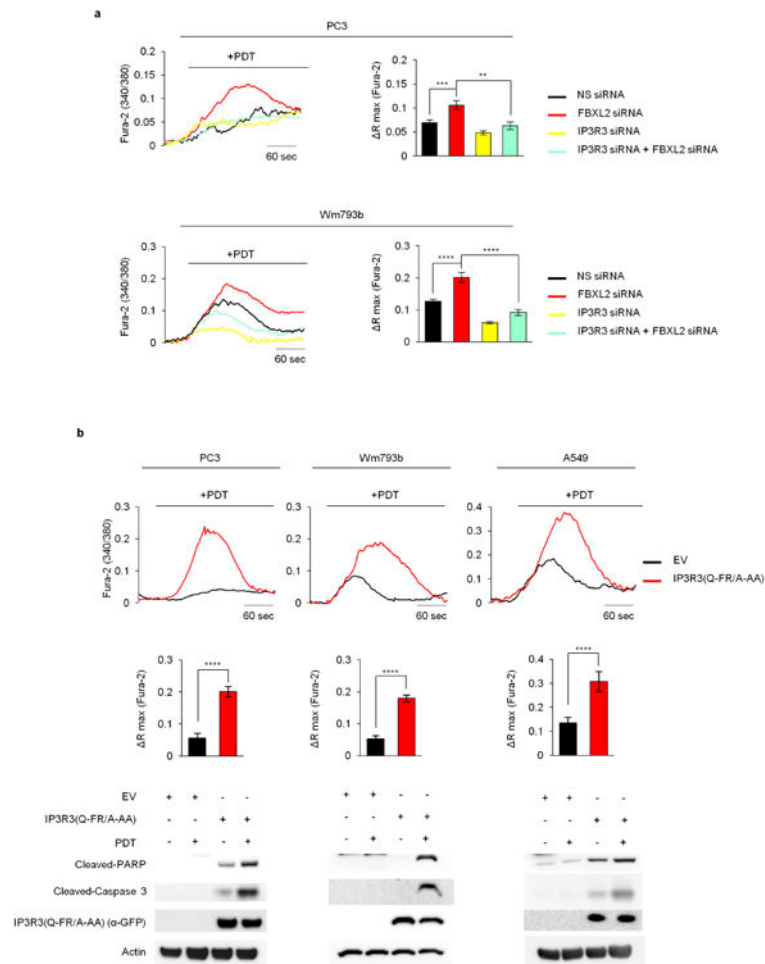 a
PC3
+PDT
Fura-2 (340/380)
0.2
0.15
0.1
0.05
0
60 sec
ΔR max (Fura-2)
0.2
0.15
0.1
0.05
0
***
**
NS siRNA
FBXL2 siRNA
IP3R3 siRNA
IP3R3 siRNA + FBXL2 siRNA
Wm793b
+PDT
Fura-2 (340/380)
0.3
0.2
0.1
0
60 sec
ΔR max (Fura-2)
0.3
0.2
0.1
0
****
****
NS siRNA
FBXL2 siRNA
IP3R3 siRNA
IP3R3 siRNA + FBXL2 siRNA
b
PC3 Wm793b A549
+PDT +PDT +PDT
Fura-2 (340/380)
0.3
0.2
0.1
0
60 sec
0.3
0.2
0.1
0
60 sec
0.4
0.3
0.2
0.1
0
60 sec
EV
IP3R3(Q-FR/A-AA)
ΔR max (Fura-2)
0.3
0.2
0.1
0
****
ΔR max (Fura-2)
0.3
0.2
0.1
0
****
ΔR max (Fura-2)
0.4
0.3
0.2
0.1
0
****
EV + + - - + + - - + + - -
IP3R3(Q-FR/A-AA) - - + + - - + + - - + +
PDT - + - + - + - + - + - +
Cleaved-PARP
Cleaved-Caspase 3
IP3R3(Q-FR/A-AA) (α-GFP)
Actin